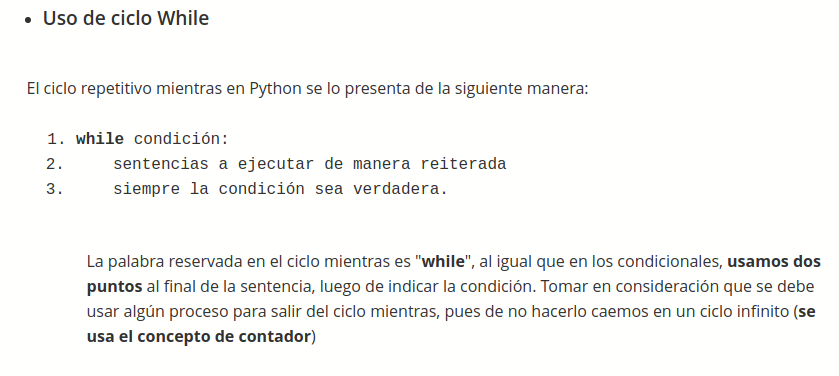 • Uso de ciclo While
El ciclo repetitivo mientras en Python se lo presenta de la siguiente manera:
1. while condición:
2. sentencias a ejecutar de manera reiterada
3. siempre la condición sea verdadera.
La palabra reservada en el ciclo mientras es "while", al igual que en los condicionales, usamos dos
puntos al final de la sentencia, luego de indicar la condición. Tomar en consideración que se debe
usar algún proceso para salir del ciclo mientras, pues de no hacerlo caemos en un ciclo infinito (se
usa el concepto de contador)